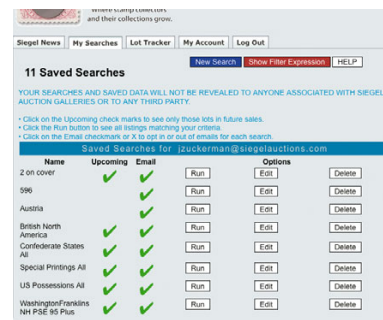 where stamp collectors
and their collections grow.
Siegel News My Searches Lot Tracker My Account Log Out
New Search Show Filter Expression HELP
11 Saved Searches
YOUR SEARCHES AND SAVED DATA WILL NOT BE REVEALED TO ANYONE ASSOCIATED WITH SIEGEL
AUCTION GALLERIES OR TO ANY THIRD PARTY.
• Click on the Upcoming check marks to see only those lots in future sales.
• Click the Run button to see all listings matching your criteria.
• Click on the Email checkmark or X to opt in or out of emails for each search.
Saved Searches for jzuckerman@siegelauctions.com
Name Upcoming Email Options
2 on cover Run Edit Delete
596 Run Edit Delete
Austria Run Edit Delete
British North
America Run Edit Delete
Confederate States
All Run Edit Delete
Special Printings All Run Edit Delete
US Possessions All Run Edit Delete
WashingtonFranklins
NH PSE 95 Plus Run Edit Delete